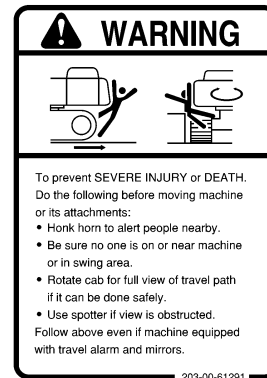 WARNING
To prevent SEVERE INJURY or DEATH.
Do the following before moving machine
or its attachments:
• Honk horn to alert people nearby.
• Be sure no one is on or near machine
or in swing area.
• Rotate cab for full view of travel path
if it can be done safely.
• Use spotter if view is obstructed.
Follow above even if machine equipped
with travel alarm and mirrors.
203-00-61291